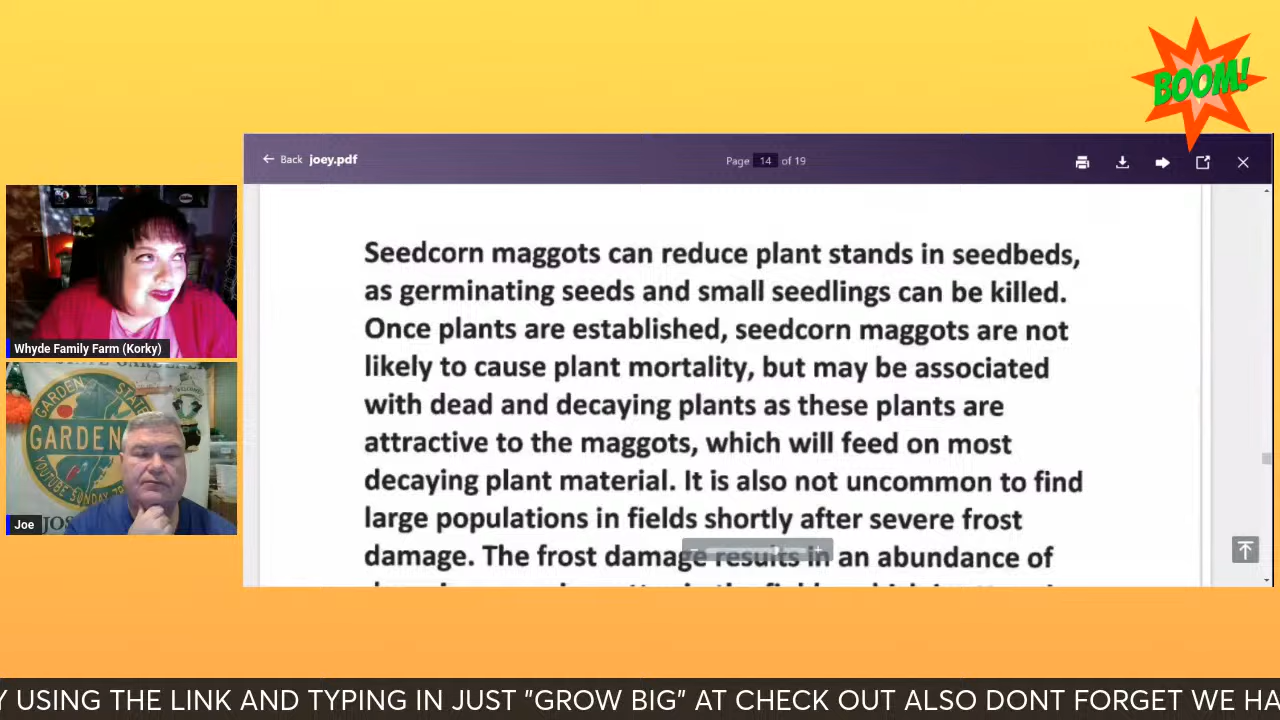 BOOM!
Back joey.pdf
Page 14 of 19
Seedcorn maggots can reduce plant stands in seedbeds,
as germinating seeds and small seedlings can be killed.
Once plants are established, seedcorn maggots are not
likely to cause plant mortality, but may be associated
with dead and decaying plants as these plants are
attractive to the maggots, which will feed on most
decaying plant material. It is also not uncommon to find
large populations in fields shortly after severe frost
damage. The frost damage results in an abundance of
Whyde Family Farm (Korky)
GARDEN STATE
GARDEN
YOUTUBE SUNDAY
JOS
Joe
Y USING THE LINK AND TYPING IN JUST "GROW BIG" AT CHECK OUT ALSO DONT FORGET WE HA